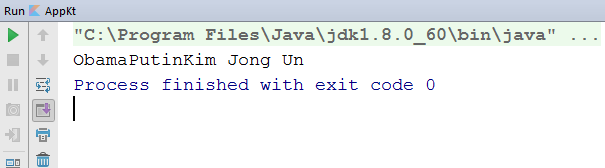 Run AppKt
"C:\Program Files\Java\jdk1.8.0_60\bin\java" ...
ObamaPutinKim Jong Un
Process finished with exit code 0